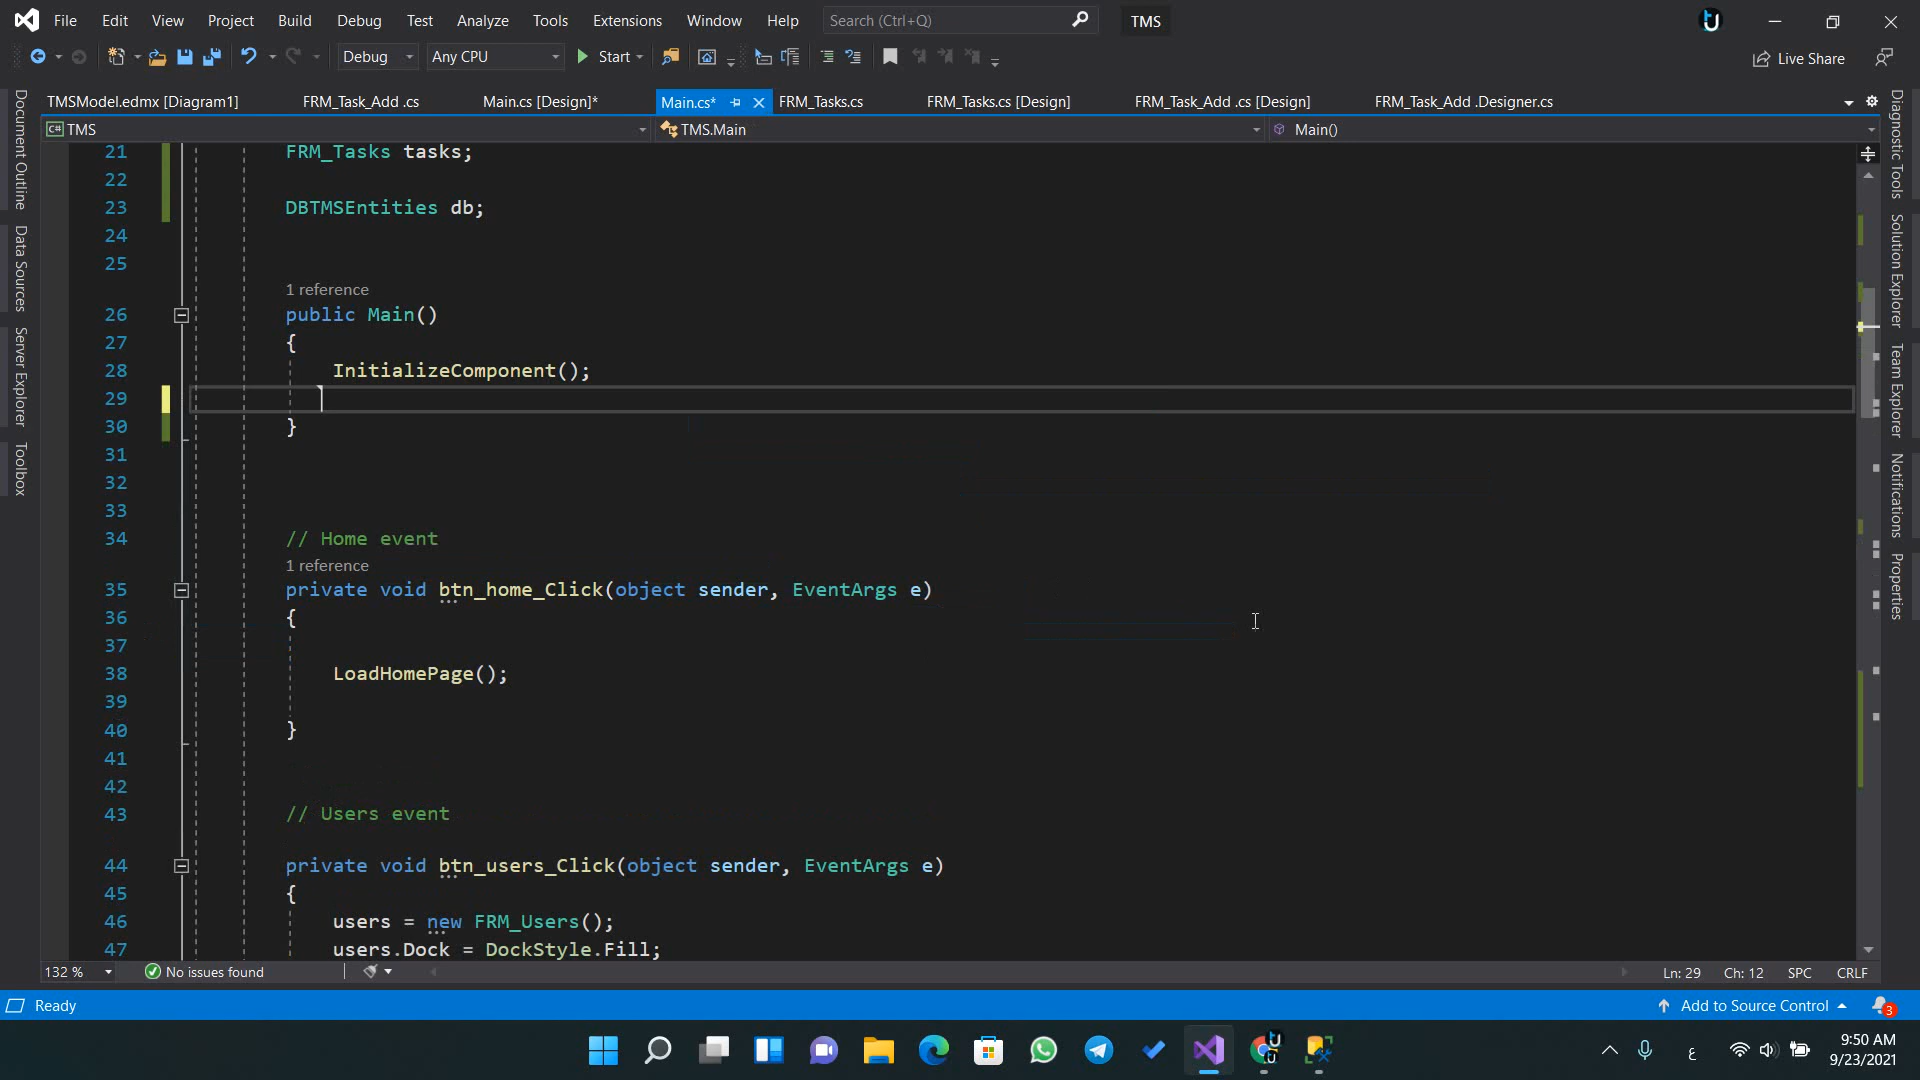 File Edit View Project Build Debug Test Analyze Tools Extensions Window Help Search (Ctrl+Q) TMS
Debug Any CPU Start Live Share
TMSModel.edmx [Diagram1] FRM_Task_Add .cs Main.cs [Design]* Main.cs* FRM_Tasks.cs FRM_Tasks.cs [Design] FRM_Task_Add .cs [Design] FRM_Task_Add .Designer.cs
C# TMS TMS.Main Main()
Document Outline
Data Sources
Server Explorer
Toolbox
21 FRM_Tasks tasks;
22
23 DBTMSEntities db;
24
25
1 reference
26 public Main()
27 {
28 InitializeComponent();
29
30 }
31
32
33
34 // Home event
1 reference
35 private void btn_home_Click(object sender, EventArgs e)
36 {
37
38 LoadHomePage();
39
40 }
41
42
43 // Users event
44 private void btn_users_Click(object sender, EventArgs e)
45 {
46 users = new FRM_Users();
47 users.Dock = DockStyle.Fill;
Diagnostic Tools
Solution Explorer
Team Explorer
Notifications
Properties
132 % No issues found Ln: 29 Ch: 12 SPC CRLF
Ready Add to Source Control 3
ع 9:50 AM
9/23/2021